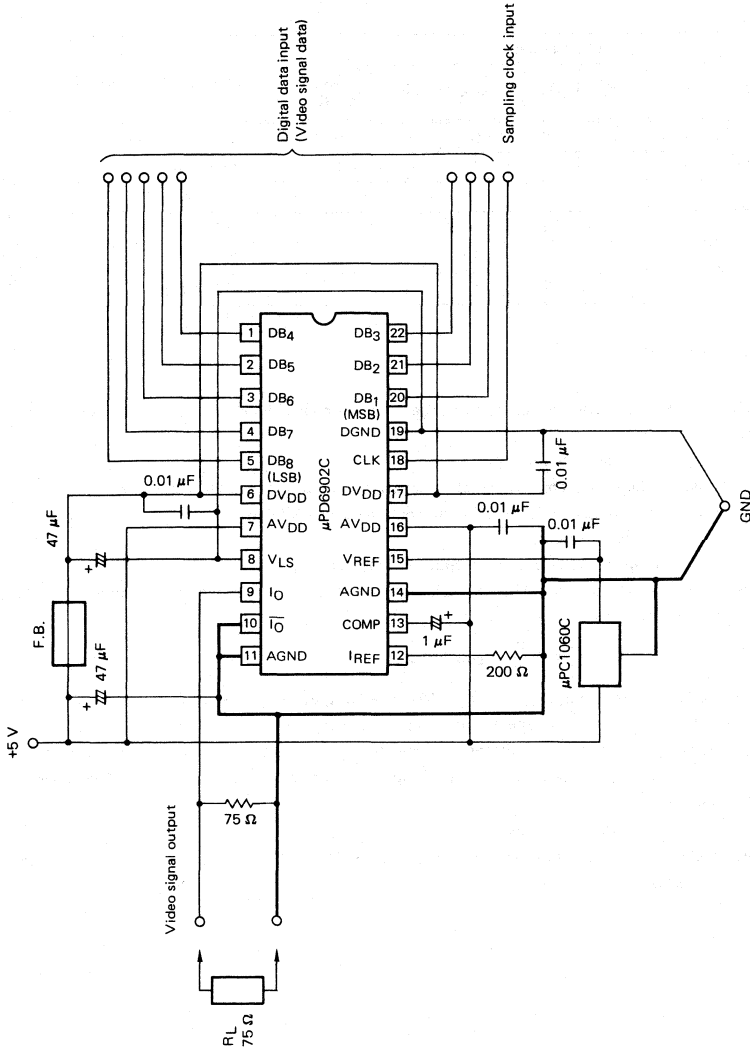 Digital data input
(Video signal data)
Sampling clock input
1 DB4
2 DB5
3 DB6
4 DB7
5 DB8
(LSB)
6 DVDD
7 AVDD
8 VLS
9 IO
10 I̅O̅
11 AGND
μPD6902C
DB3 22
DB2 21
DB1 20
(MSB)
DGND 19
CLK 18
DVDD 17
AVDD 16
VREF 15
AGND 14
COMP 13
IREF 12
0.01 μF
47 μF
+
F.B.
47 μF
+
+5 V
0.01 μF
0.01 μF
0.01 μF
+
1 μF
200 Ω
μPC1060C
GND
Video signal output
75 Ω
RL
75 Ω